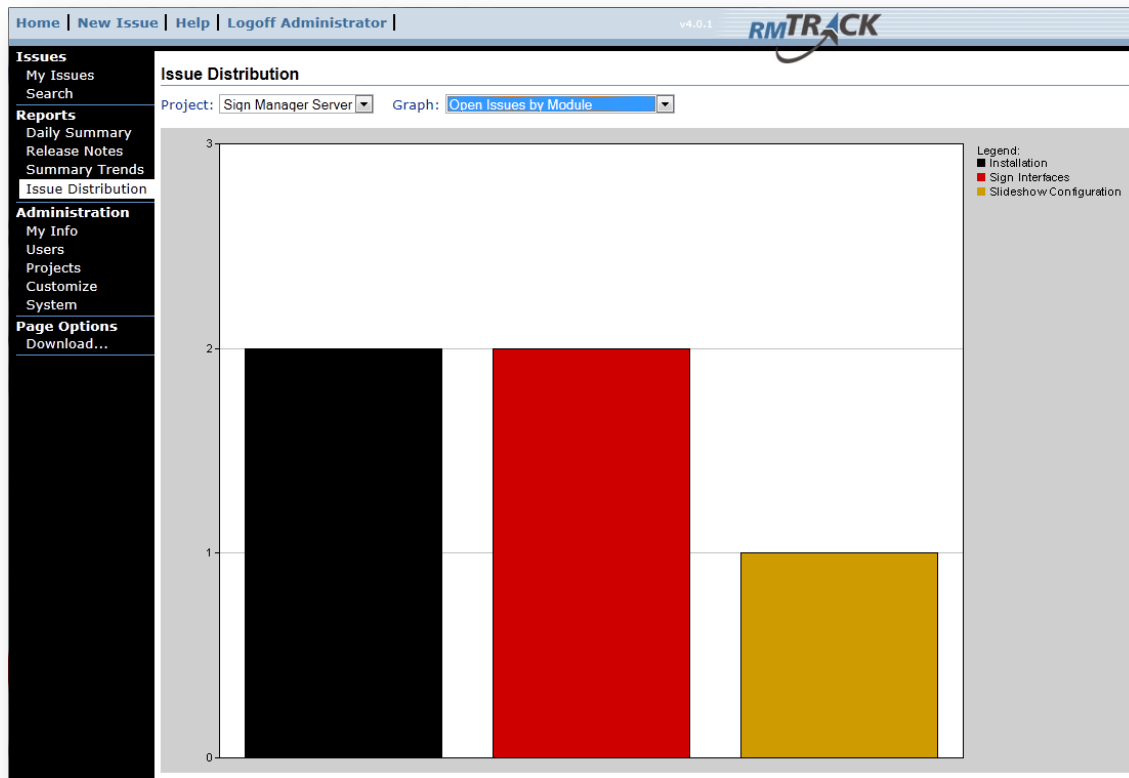 Home | New Issue | Help | Logoff Administrator |
v4.0.1
RMTRACK
Issues
My Issues
Search
Reports
Daily Summary
Release Notes
Summary Trends
Issue Distribution
Administration
My Info
Users
Projects
Customize
System
Page Options
Download...
Issue Distribution
Project: Sign Manager Server Graph: Open Issues by Module
3
2
1
0
Legend:
Installation
Sign Interfaces
Slideshow Configuration